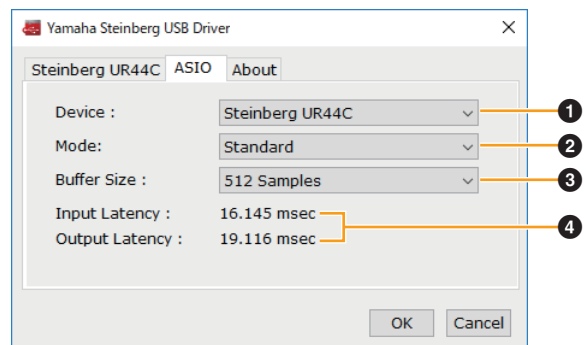 Yamaha Steinberg USB Driver
Steinberg UR44C ASIO About
Device : Steinberg UR44C 1
Mode: Standard 2
Buffer Size : 512 Samples 3
Input Latency : 16.145 msec
4
Output Latency : 19.116 msec
OK Cancel